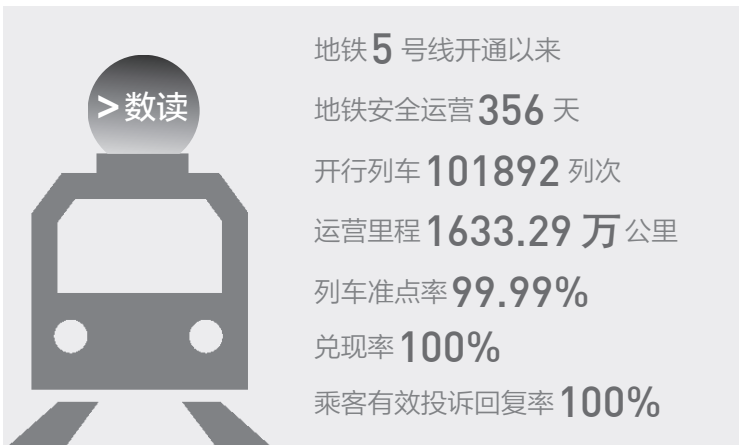 >数读
地铁5号线开通以来
地铁安全运营356天
开行列车101892列次
运营里程1633.29万公里
列车准点率99.99%
兑现率100%
乘客有效投诉回复率100%